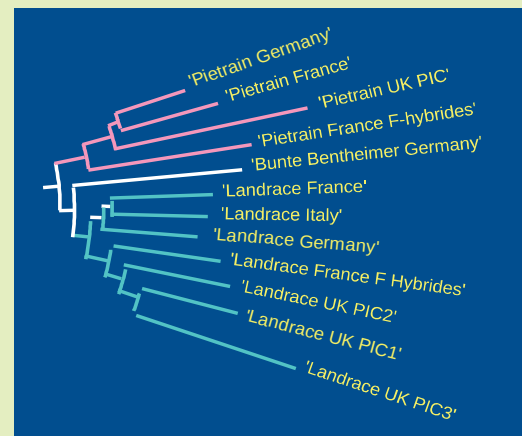 'Pietrain Germany'
'Pietrain France'
'Pietrain UK PIC'
'Pietrain France F-hybrides'
'Bunte Bentheimer Germany'
'Landrace France'
'Landrace Italy'
'Landrace Germany'
'Landrace France F Hybrides'
'Landrace UK PIC2'
'Landrace UK PIC1'
'Landrace UK PIC3'